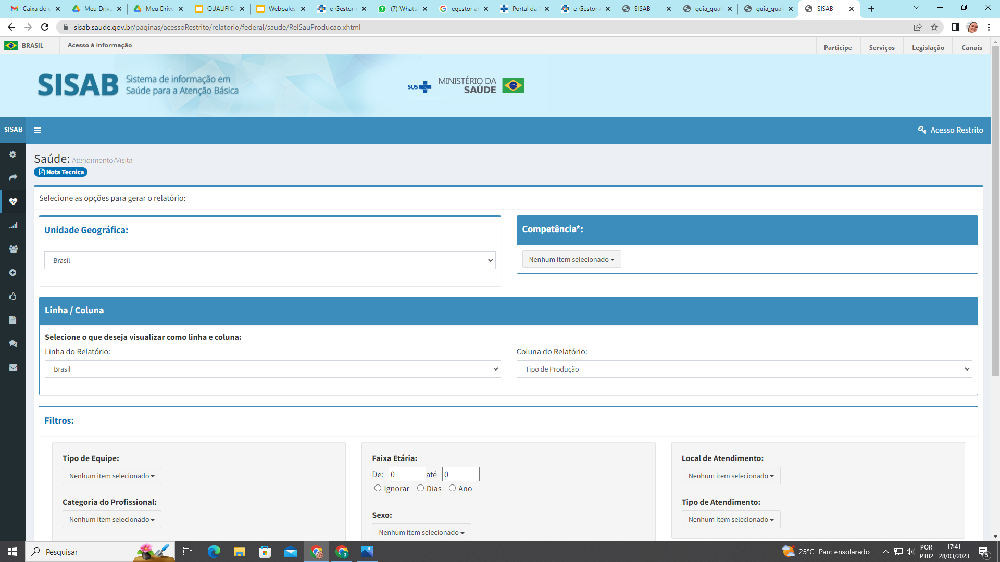 Caixa de e
Meu Drive
Meu Drive
QUALIFICA
Webpales
e-Gestor A
(7) Whats
egestor ab
Portal da S
e-Gestor A
SISAB
guia_qual
guia_qual
SISAB
sisab.saude.gov.br/paginas/acessoRestrito/relatorio/federal/saude/RelSauProducao.xhtml
BRASIL
Acesso à informação
Participe
Serviços
Legislação
Canais
SISAB
Sistema de informação em
Saúde para a Atenção Básica
SUS
MINISTÉRIO DA
SAÚDE
SISAB
Acesso Restrito
Saúde: Atendimento/Visita
Nota Tecnica
Selecione as opções para gerar o relatório:
Unidade Geográfica:
Brasil
Competência*:
Nenhum item selecionado
Linha / Coluna
Selecione o que deseja visualizar como linha e coluna:
Linha do Relatório:
Brasil
Coluna do Relatório:
Tipo de Produção
Filtros:
Tipo de Equipe:
Nenhum item selecionado
Categoria do Profissional:
Nenhum item selecionado
Faixa Etária:
De: 0 até 0
Ignorar Dias Ano
Sexo:
Nenhum item selecionado
Local de Atendimento:
Nenhum item selecionado
Tipo de Atendimento:
Nenhum item selecionado
Pesquisar
25°C Parc ensolarado
POR
PTB2
17:41
28/03/2023
5